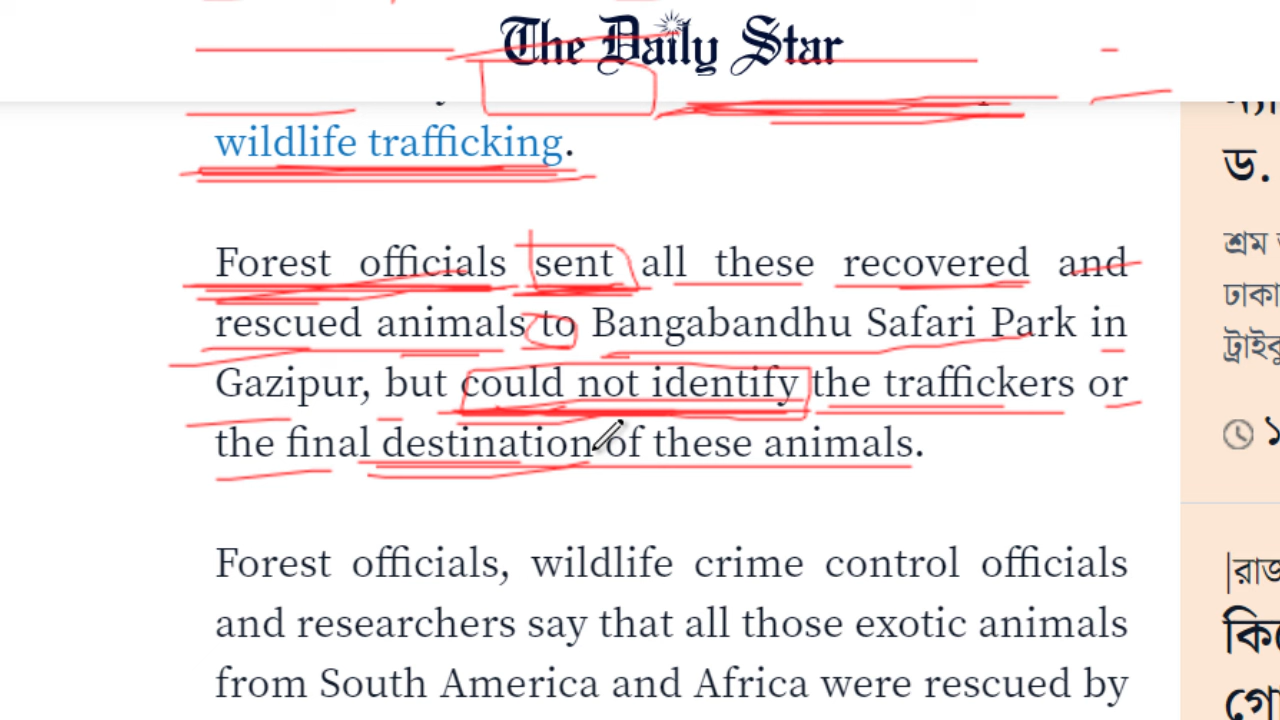 The Daily Star
wildlife trafficking.
ড.
Forest officials sent all these recovered and
শ্রম
rescued animals to Bangabandhu Safari Park in
ঢাকা
Gazipur, but could not identify the traffickers or
the final destination of these animals.
Forest officials, wildlife crime control officials
and researchers say that all those exotic animals
from South America and Africa were rescued by